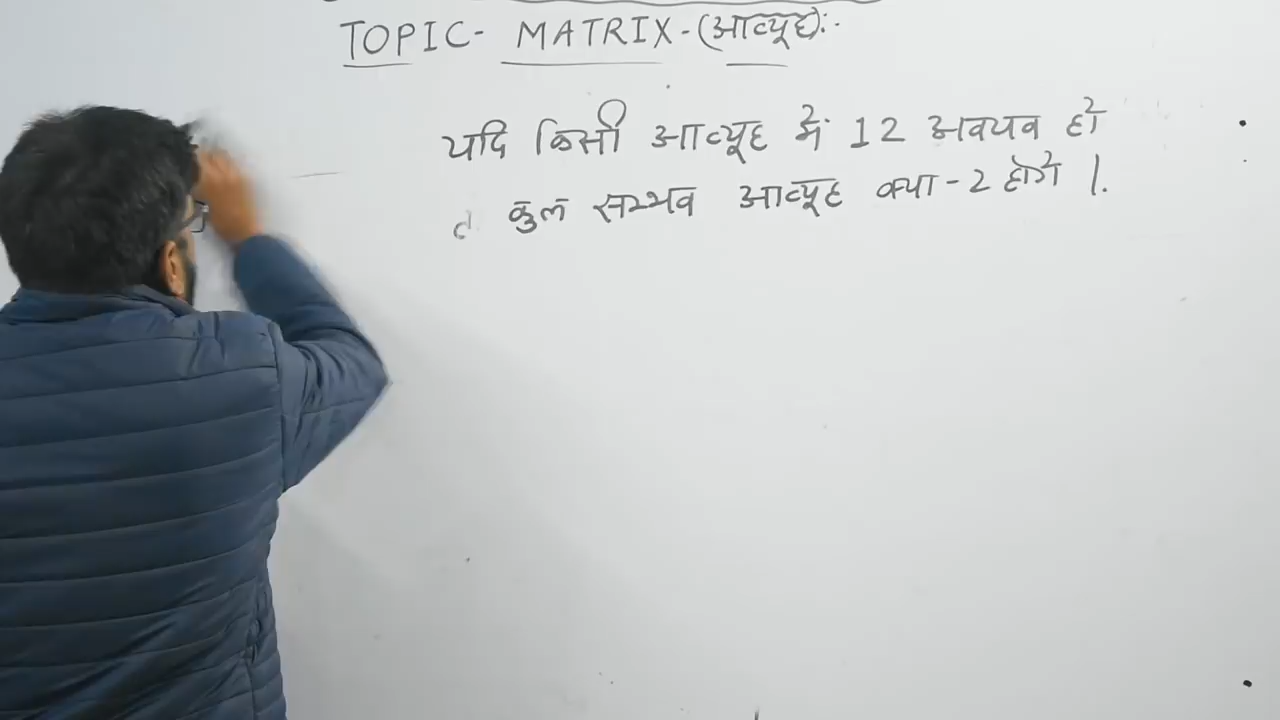 TOPIC- MATRIX-(आव्यूह):-
यदि किसी आव्यूह में 12 अवयव हो
कुल सम्भव आव्यूह क्या-2 होगें |.